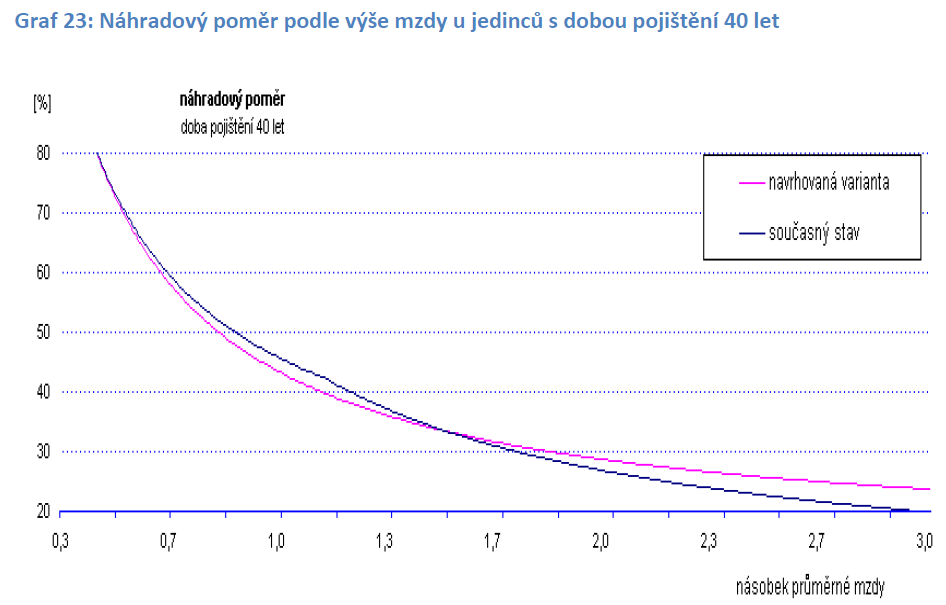 Graf 23: Náhradový poměr podle výše mzdy u jedinců s dobou pojištění 40 let
[%]
náhradový poměr
doba pojištění 40 let
80
70
60
50
40
30
20
navrhovaná varianta
současný stav
0,3 0,7 1,0 1,3 1,7 2,0 2,3 2,7 3,0
násobek průměrné mzdy